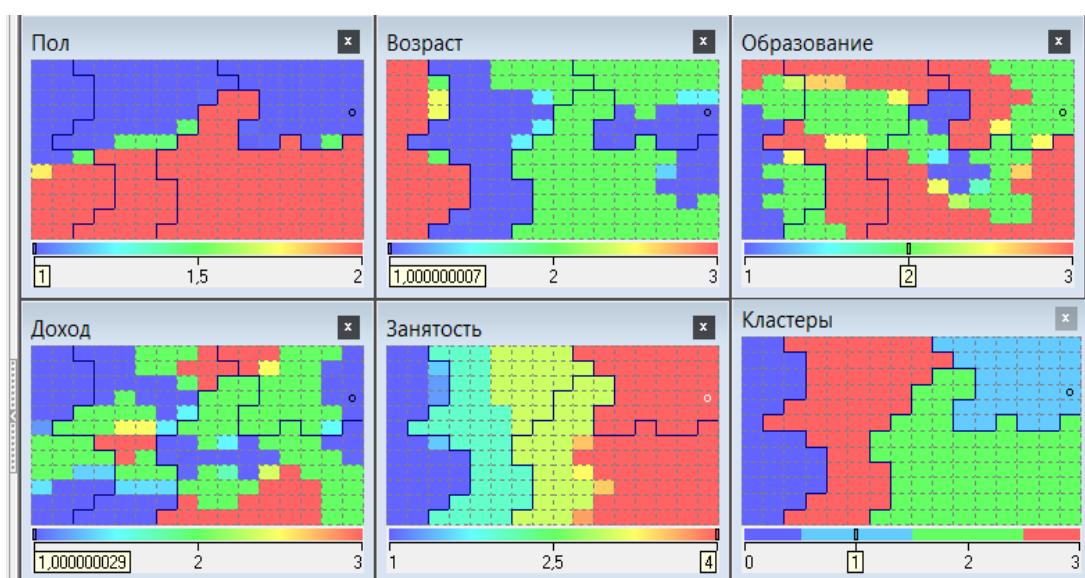 Пол
x
Возраст
x
Образование
x
1
1,5
2
1,000000007
2
3
1
2
3
Доход
x
Занятость
x
Кластеры
x
1,000000029
2
3
1
2,5
4
0
1
2
3